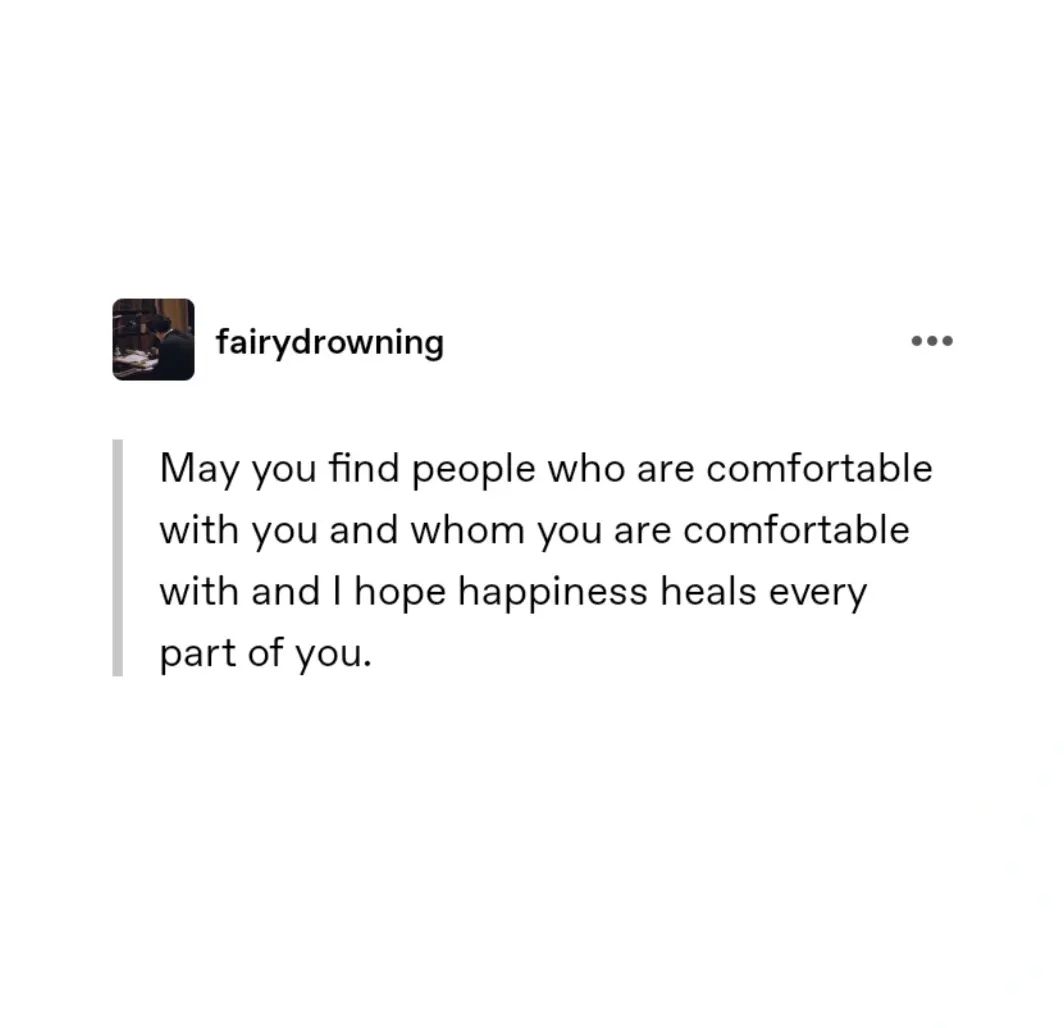 fairydrowning
May you find people who are comfortable
with you and whom you are comfortable
with and I hope happiness heals every
part of you.